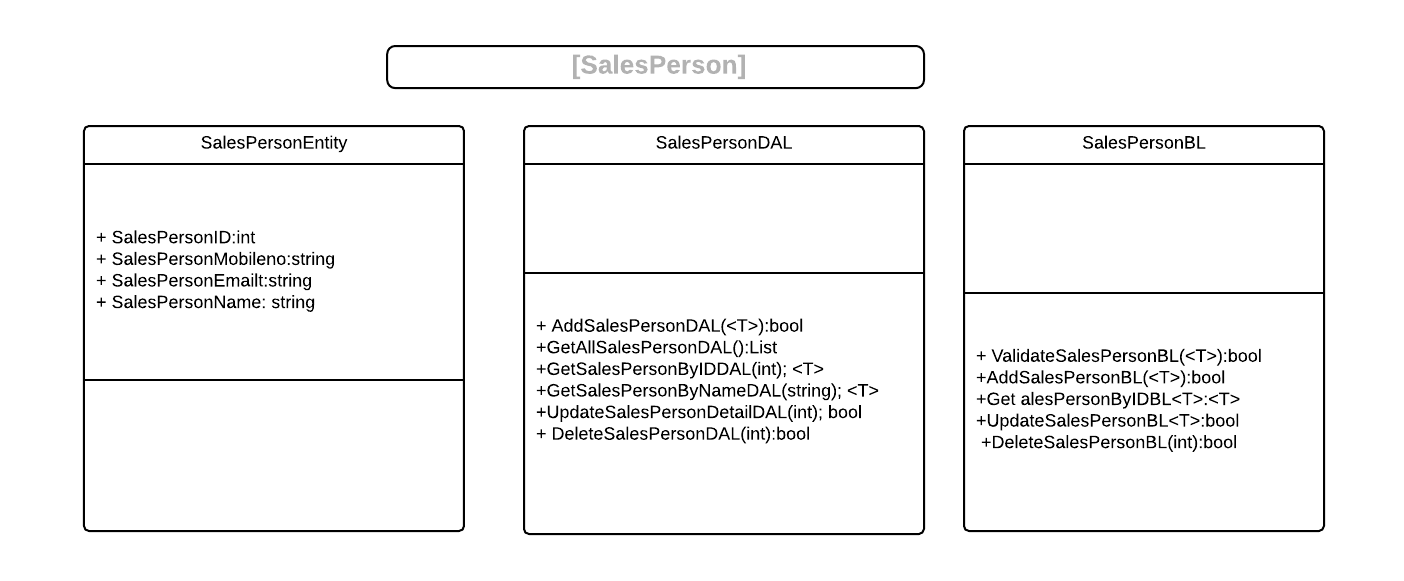 [SalesPerson]
SalesPersonEntity
+ SalesPersonID:int
+ SalesPersonMobileno:string
+ SalesPersonEmailt:string
+ SalesPersonName: string
SalesPersonDAL
+ AddSalesPersonDAL(<T>):bool
+GetAllSalesPersonDAL():List
+GetSalesPersonByIDDAL(int); <T>
+GetSalesPersonByNameDAL(string); <T>
+UpdateSalesPersonDetailDAL(int); bool
+ DeleteSalesPersonDAL(int):bool
SalesPersonBL
+ ValidateSalesPersonBL(<T>):bool
+AddSalesPersonBL(<T>):bool
+Get alesPersonByIDBL<T>:<T>
+UpdateSalesPersonBL<T>:bool
+DeleteSalesPersonBL(int):bool